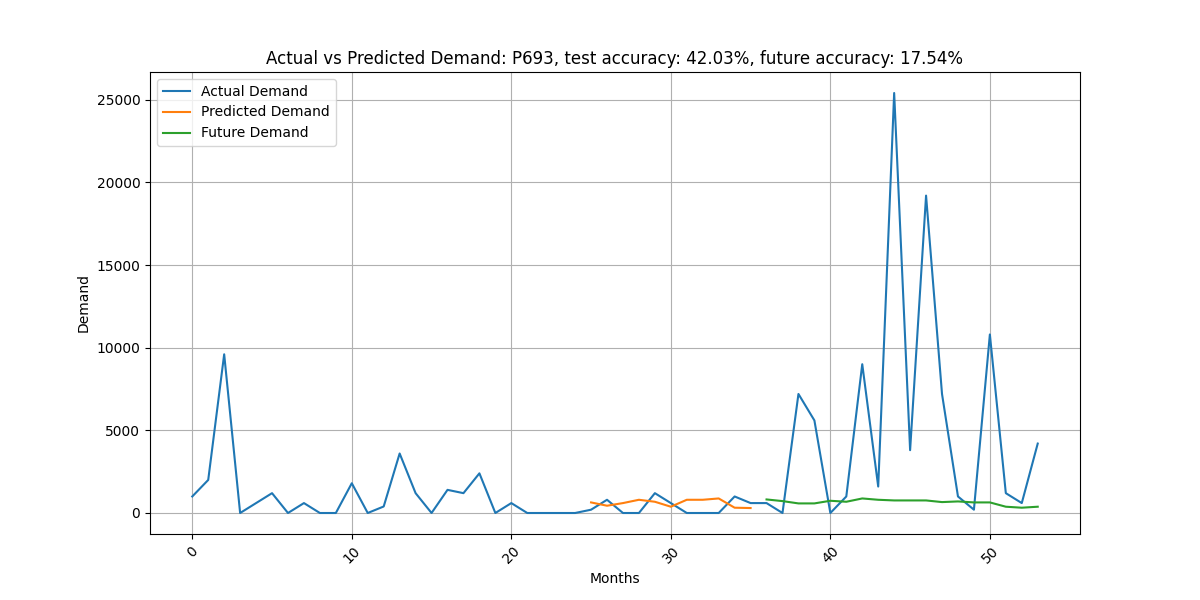 Actual vs Predicted Demand: P693, test accuracy: 42.03%, future accuracy: 17.54%
Actual Demand
Predicted Demand
Future Demand
25000
20000
15000
10000
5000
0
Demand
0
10
20
30
40
50
Months